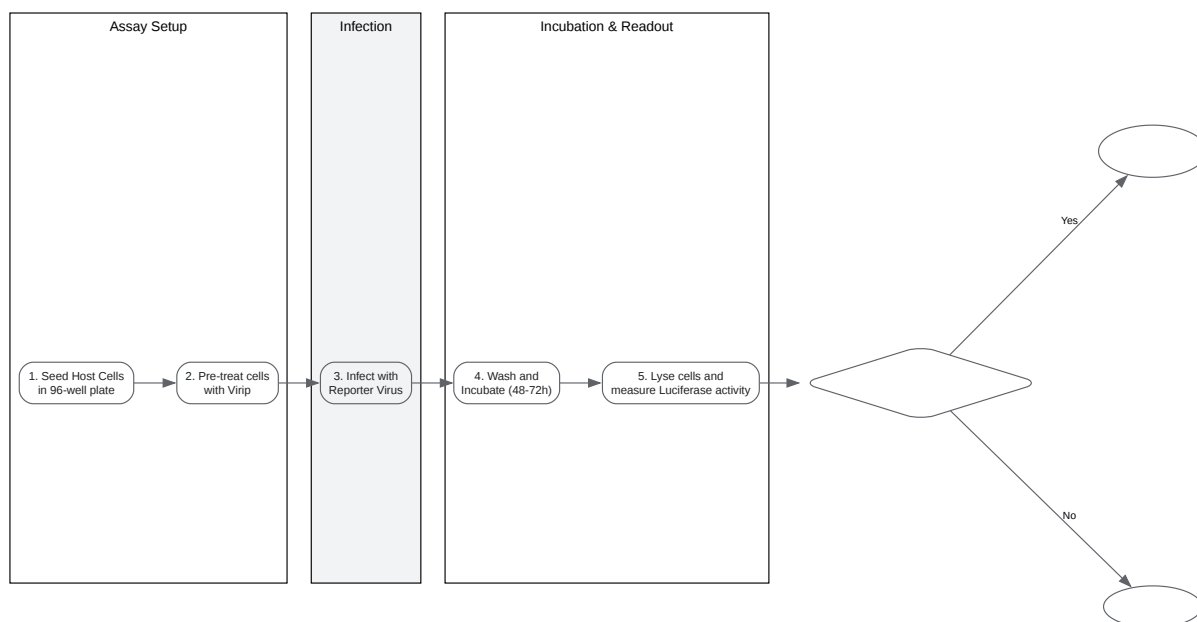 Assay Setup
Infection
Incubation & Readout
Yes
1. Seed Host Cells
in 96-well plate
2. Pre-treat cells
with Virip
3. Infect with
Reporter Virus
4. Wash and
Incubate (48-72h)
5. Lyse cells and
measure Luciferase activity
No